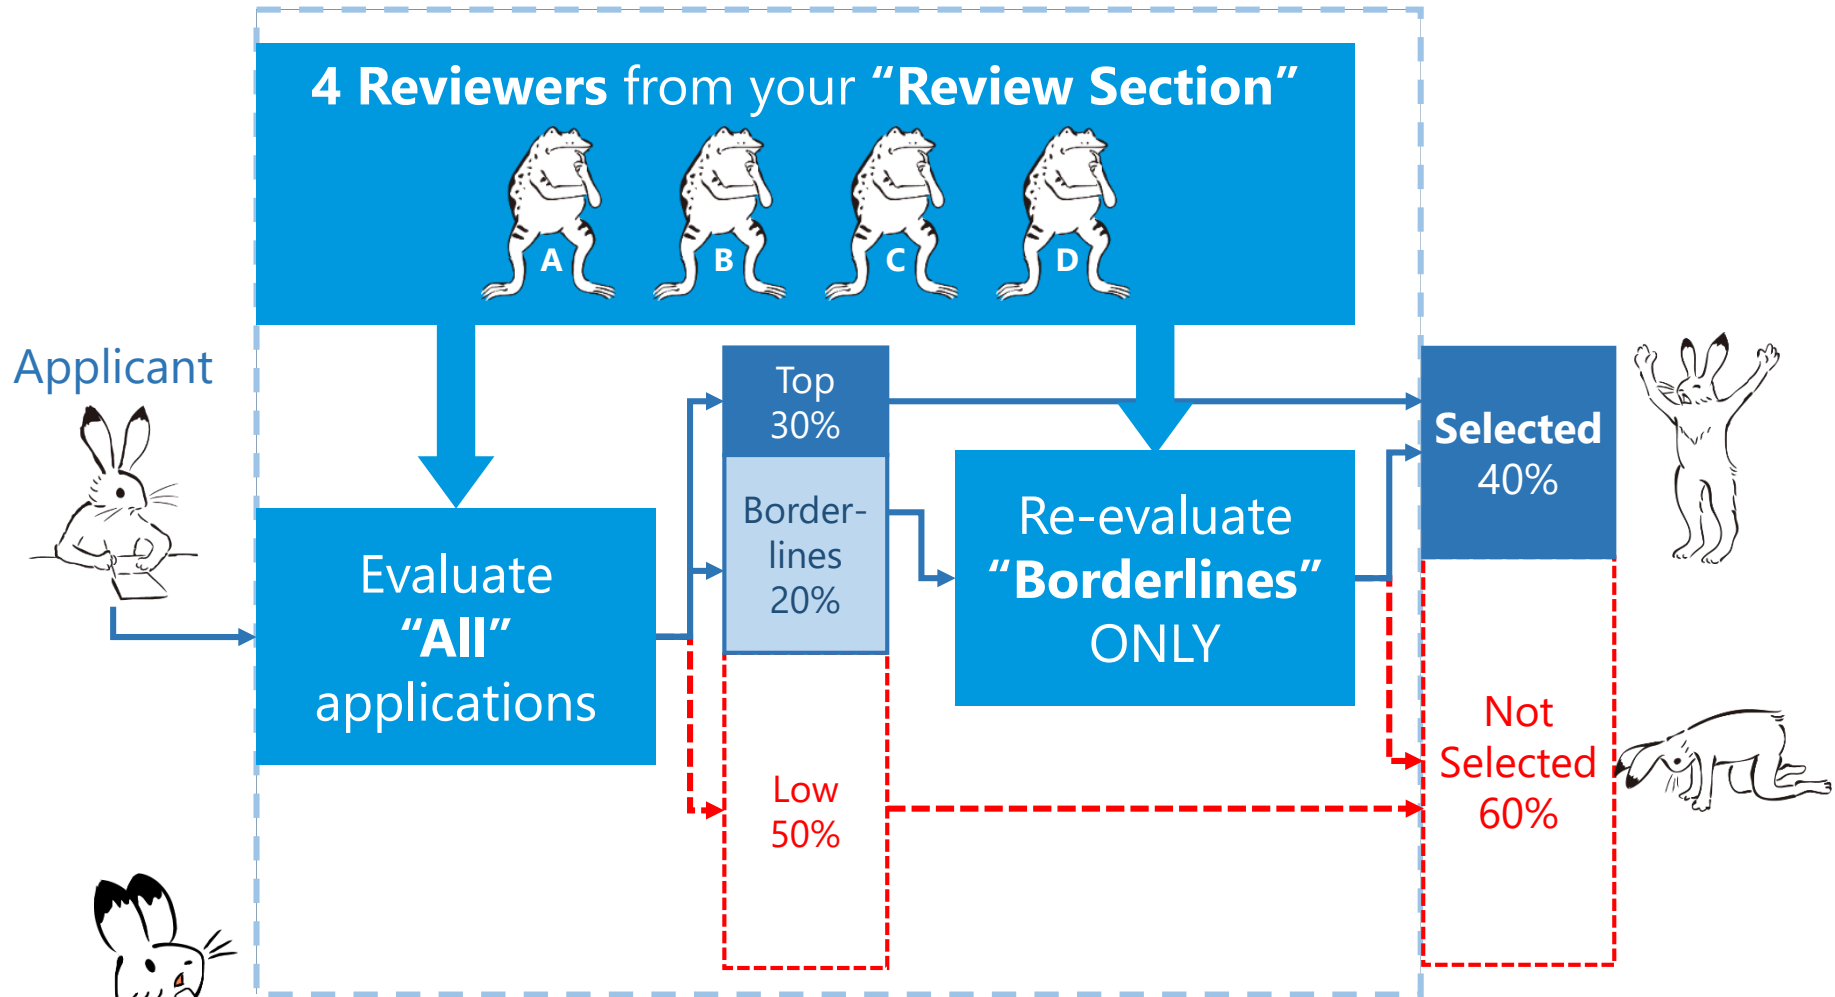 4 Reviewers from your “Review Section”
A
B
C
D
Applicant
Evaluate
“All”
applications
Top
30%
Border-
lines
20%
Low
50%
Re-evaluate
“Borderlines”
ONLY
Selected
40%
Not
Selected
60%